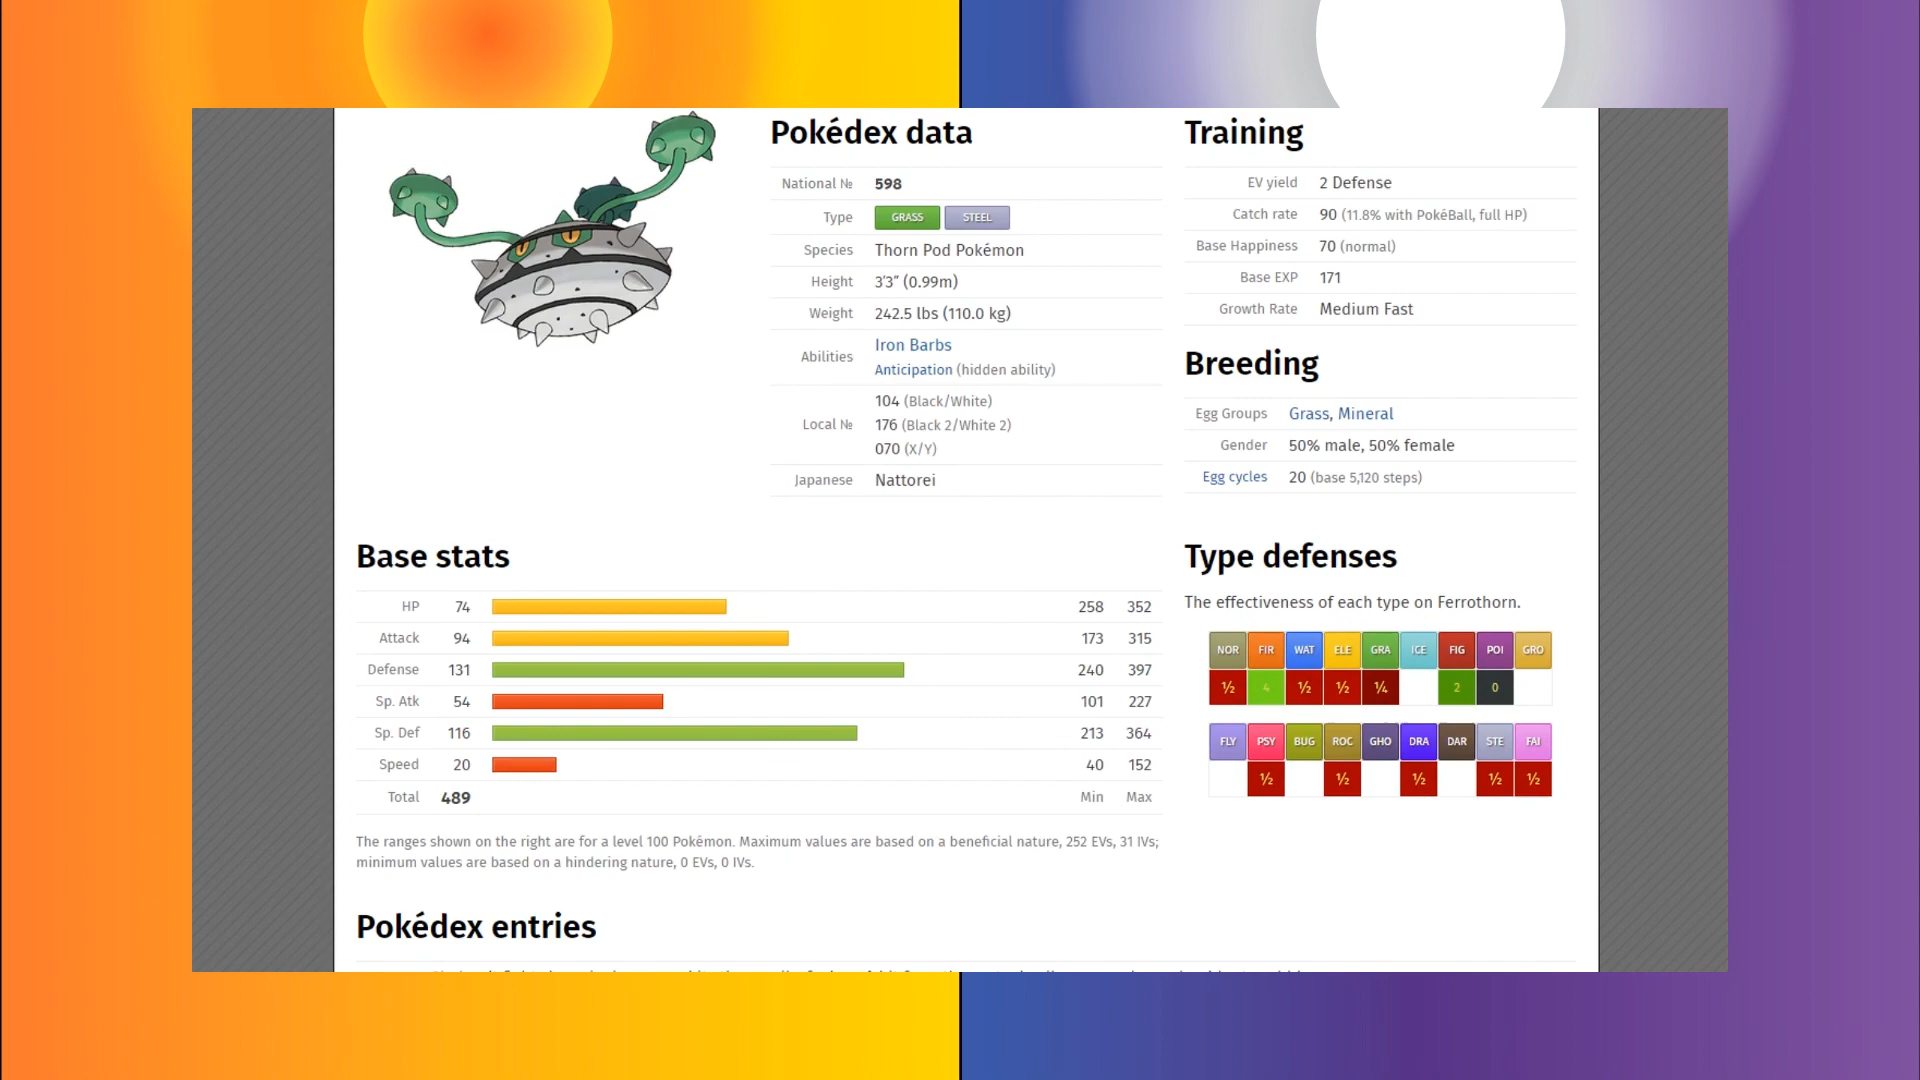 Pokédex data
National № 598
Type GRASS STEEL
Species Thorn Pod Pokémon
Height 3'3" (0.99m)
Weight 242.5 lbs (110.0 kg)
Abilities Iron Barbs
Anticipation (hidden ability)
Local № 104 (Black/White)
176 (Black 2/White 2)
070 (X/Y)
Japanese Nattorei
Training
EV yield 2 Defense
Catch rate 90 (11.8% with PokéBall, full HP)
Base Happiness 70 (normal)
Base EXP 171
Growth Rate Medium Fast
Breeding
Egg Groups Grass, Mineral
Gender 50% male, 50% female
Egg cycles 20 (base 5,120 steps)
Base stats
HP 74 258 352
Attack 94 173 315
Defense 131 240 397
Sp. Atk 54 101 227
Sp. Def 116 213 364
Speed 20 40 152
Total 489 Min Max
The ranges shown on the right are for a level 100 Pokémon. Maximum values are based on a beneficial nature, 252 EVs, 31 IVs;
minimum values are based on a hindering nature, 0 EVs, 0 IVs.
Type defenses
The effectiveness of each type on Ferrothorn.
NOR FIR WAT ELE GRA ICE FIG POI GRO
½ 4 ½ ½ ¼ 2 0
FLY PSY BUG ROC GHO DRA DAR STE FAI
½ ½ ½ ½ ½
Pokédex entries